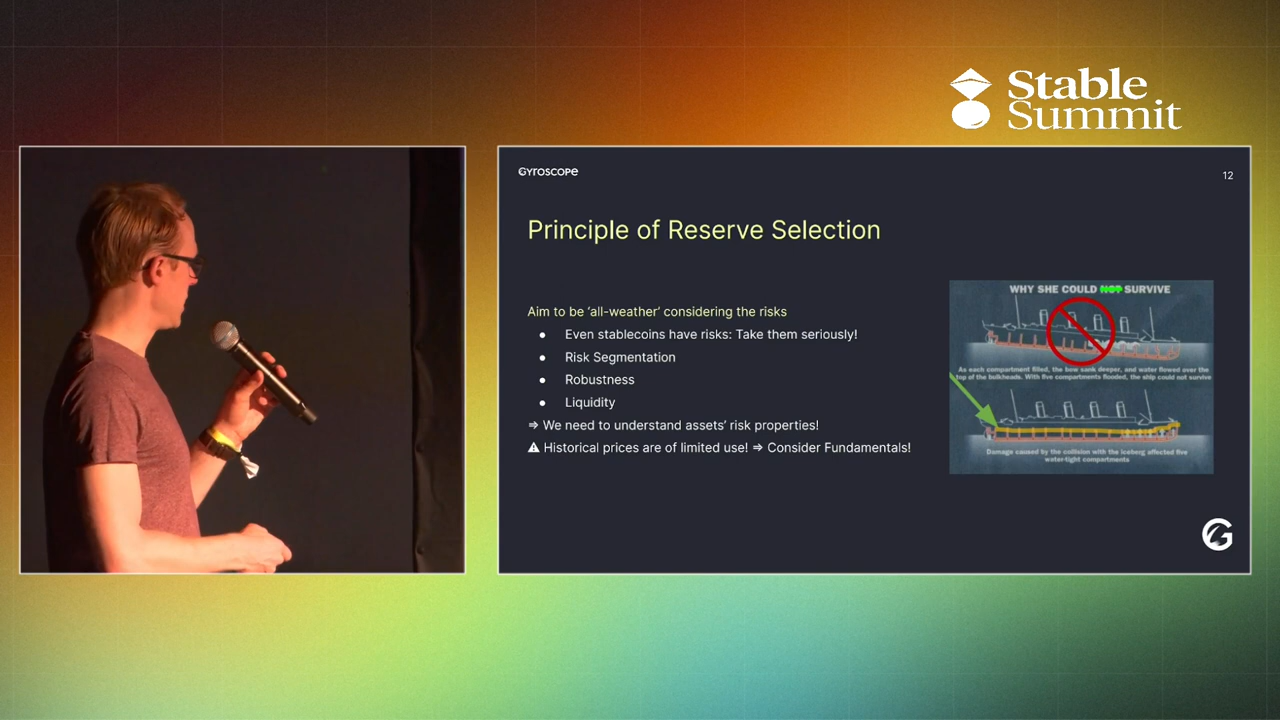 Stable
Summit
GYROSCOPE
12
Principle of Reserve Selection
Aim to be ‘all-weather’ considering the risks
● Even stablecoins have risks: Take them seriously!
● Risk Segmentation
● Robustness
● Liquidity
⇒ We need to understand assets’ risk properties!
⚠ Historical prices are of limited use! ⇒ Consider Fundamentals!
WHY SHE COULD NOT SURVIVE
As each compartment filled, the bow sank deeper, and water flowed over the
top of the bulkheads. With five compartments flooded, the ship could not survive
Damage caused by the collision with the iceberg affected five
water-tight compartments